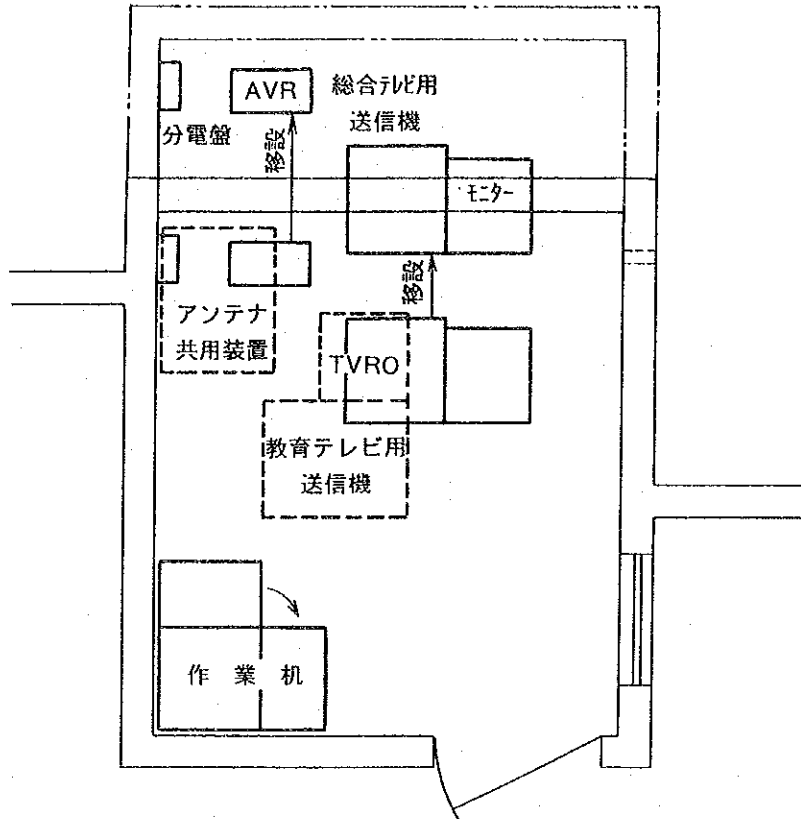 AVR
総合テレビ用
送信機
分電盤
移設
モニター
移設
アンテナ
共用装置
TVRO
教育テレビ用
送信機
作業机